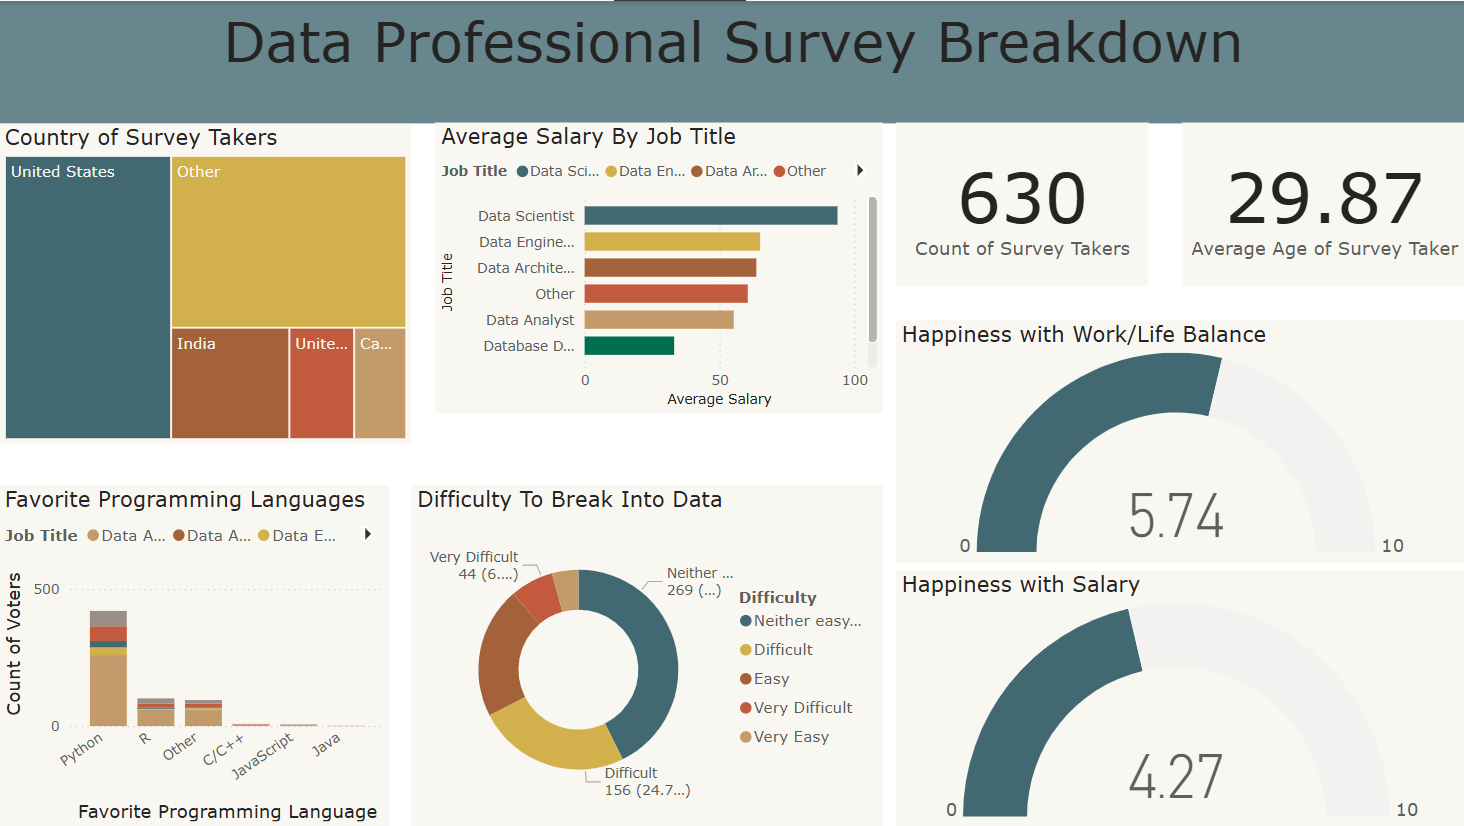 Data Professional Survey Breakdown
Country of Survey Takers
United States
Other
India
Unite...
Ca...
Average Salary By Job Title
Job Title Data Sci... Data En... Data Ar... Other
Job Title
Data Scientist
Data Engine...
Data Archite...
Other
Data Analyst
Database D...
0 50 100
Average Salary
630
Count of Survey Takers
29.87
Average Age of Survey Taker
Happiness with Work/Life Balance
5.74
0 10
Favorite Programming Languages
Job Title Data A... Data A... Data E...
Count of Voters
500
0
Python R Other C/C++ JavaScript Java
Favorite Programming Language
Difficulty To Break Into Data
Very Difficult
44 (6....)
Neither ...
269 (...)
Difficult
156 (24.7...)
Difficulty
Neither easy...
Difficult
Easy
Very Difficult
Very Easy
Happiness with Salary
4.27
0 10